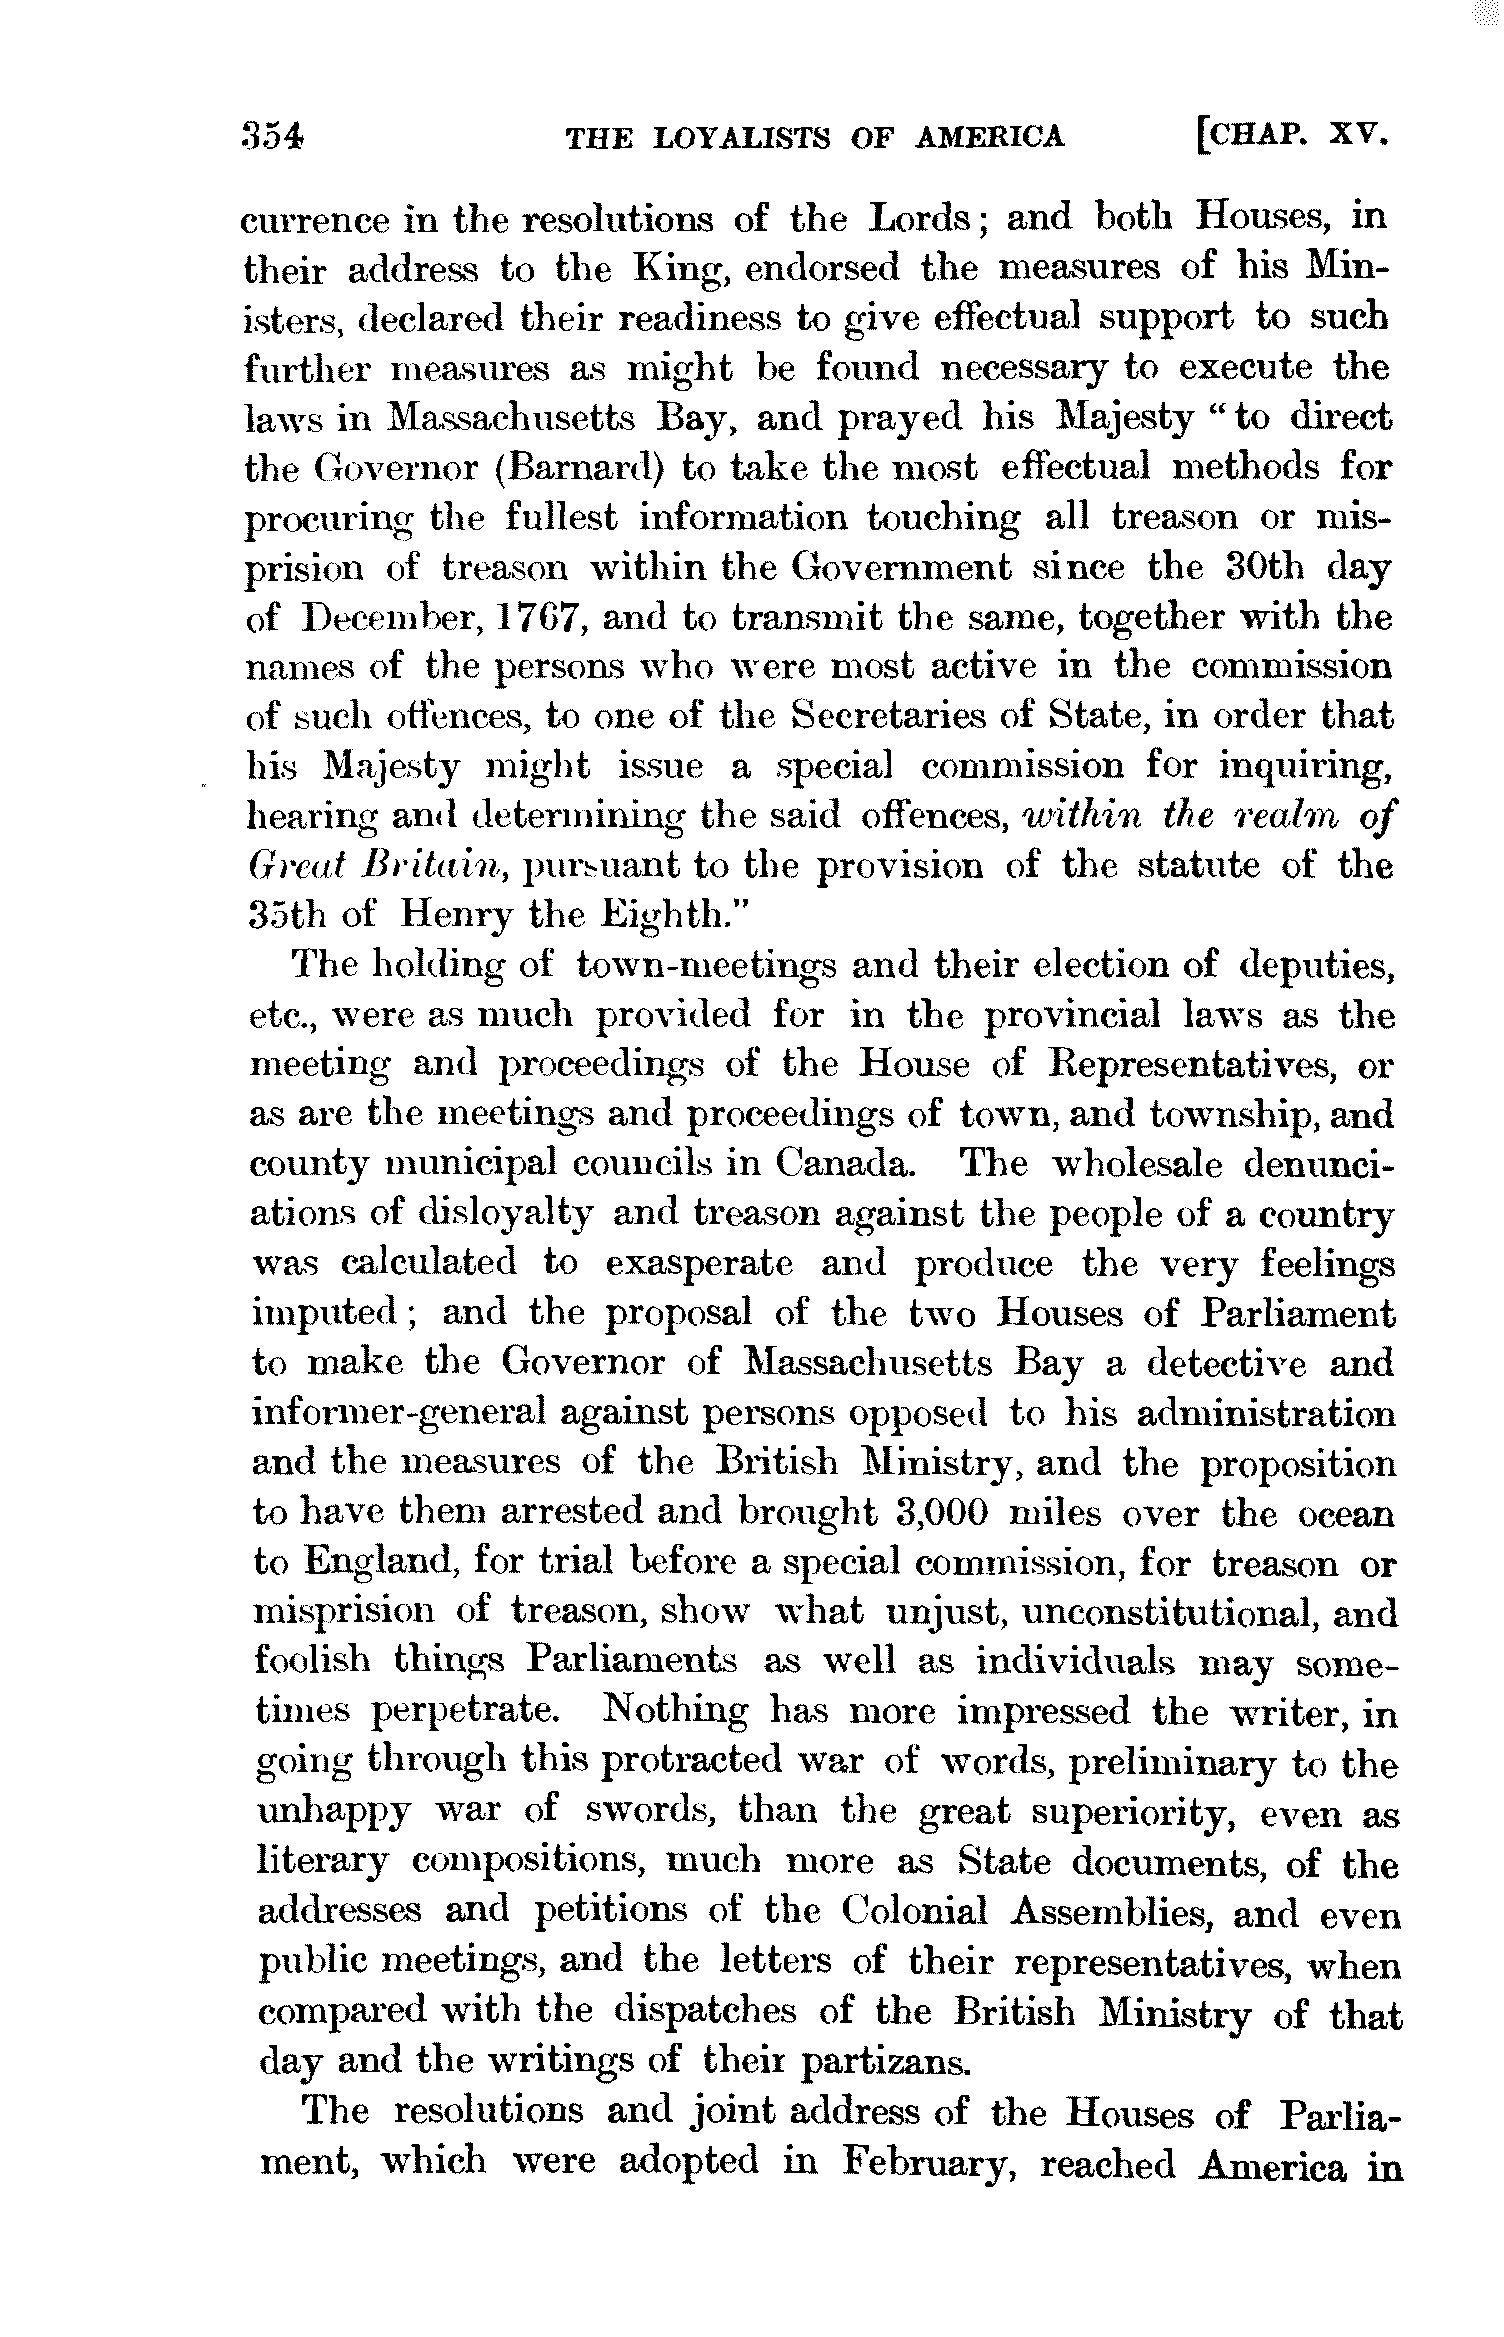 354 THE LOYALISTS OF AMERICA [CHAP. XV.
currence in the resolutions of the Lords; and both Houses, in
their address to the King, endorsed the measures of his Min-
isters, declared their readiness to give effectual support to such
further measures as might be found necessary to execute the
laws in Massachusetts Bay, and prayed his Majesty "to direct
the Governor (Barnard) to take the most effectual methods for
procuring the fullest information touching all treason or mis-
prision of treason within the Government since the 30th day
of December, 1767, and to transmit the same, together with the
names of the persons who were most active in the commission
of such offences, to one of the Secretaries of State, in order that
his Majesty might issue a special commission for inquiring,
hearing and determining the said offences, within the realm of
Great Britain, pursuant to the provision of the statute of the
35th of Henry the Eighth."
The holding of town-meetings and their election of deputies,
etc., were as much provided for in the provincial laws as the
meeting and proceedings of the House of Representatives, or
as are the meetings and proceedings of town, and township, and
county municipal councils in Canada. The wholesale denunci-
ations of disloyalty and treason against the people of a country
was calculated to exasperate and produce the very feelings
imputed; and the proposal of the two Houses of Parliament
to make the Governor of Massachusetts Bay a detective and
informer-general against persons opposed to his administration
and the measures of the British Ministry, and the proposition
to have them arrested and brought 3,000 miles over the ocean
to England, for trial before a special commission, for treason or
misprision of treason, show what unjust, unconstitutional, and
foolish things Parliaments as well as individuals may some-
times perpetrate. Nothing has more impressed the writer, in
going through this protracted war of words, preliminary to the
unhappy war of swords, than the great superiority, even as
literary compositions, much more as State documents, of the
addresses and petitions of the Colonial Assemblies, and even
public meetings, and the letters of their representatives, when
compared with the dispatches of the British Ministry of that
day and the writings of their partizans.
The resolutions and joint address of the Houses of Parlia-
ment, which were adopted in February, reached America in